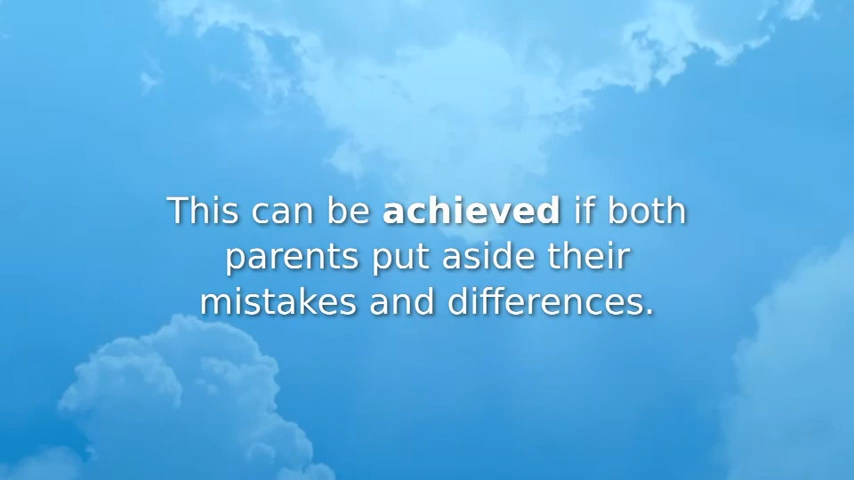 This can be achieved if both
parents put aside their
mistakes and differences.